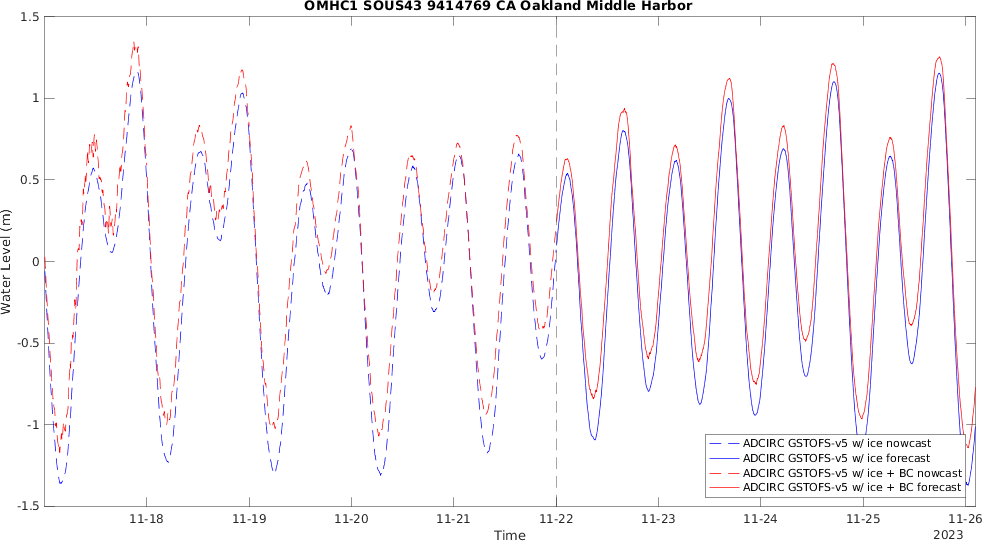 OMHC1 SOUS43 9414769 CA Oakland Middle Harbor
1.5
1
0.5
0
-0.5
-1
-1.5
Water Level (m)
11-18 11-19 11-20 11-21 11-22 11-23 11-24 11-25 11-26
Time
2023
ADCIRC GSTOFS-v5 w/ ice nowcast
ADCIRC GSTOFS-v5 w/ ice forecast
ADCIRC GSTOFS-v5 w/ ice + BC nowcast
ADCIRC GSTOFS-v5 w/ ice + BC forecast